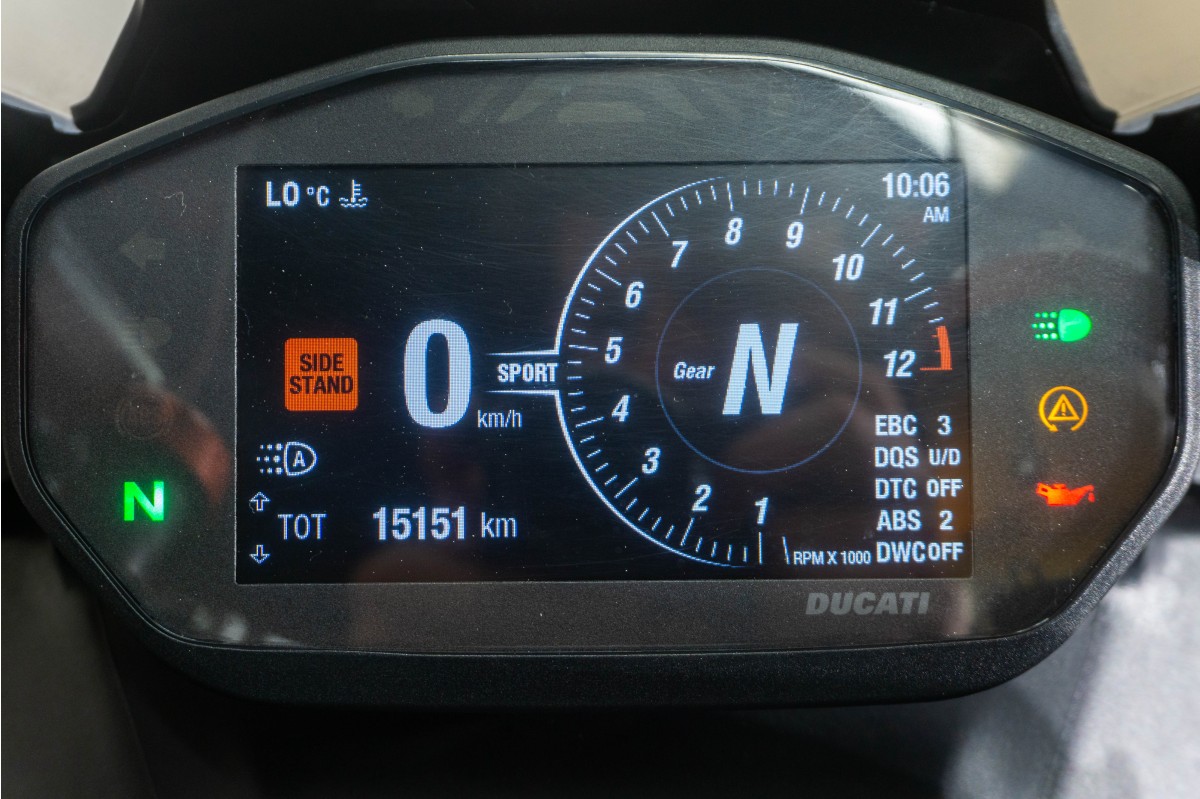 LO °C
10:06
AM
8
9
7
10
6
11
5
12
4
3
2
1
SIDE
STAND
0
km/h
SPORT
Gear N
A
N
TOT 15151 km
RPM X 1000
EBC 3
DQS U/D
DTC OFF
ABS 2
DWC OFF
DUCATI